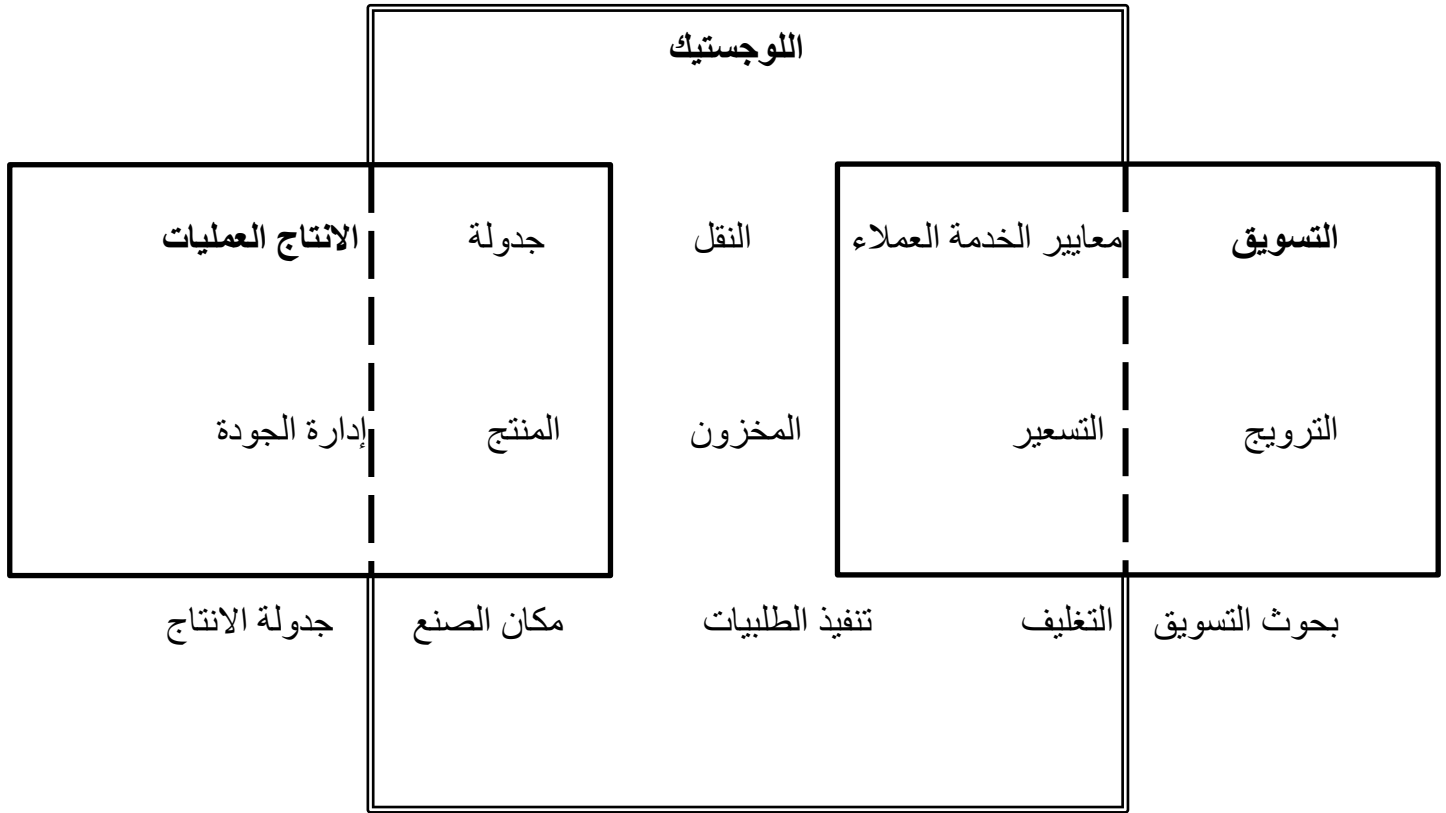 اللوجستيك
التسويق معايير الخدمة العملاء النقل جدولة الانتاج العمليات
الترويج التسعير المخزون المنتج إدارة الجودة
بحوث التسويق التغليف تنفيذ الطلبيات مكان الصنع جدولة الانتاج